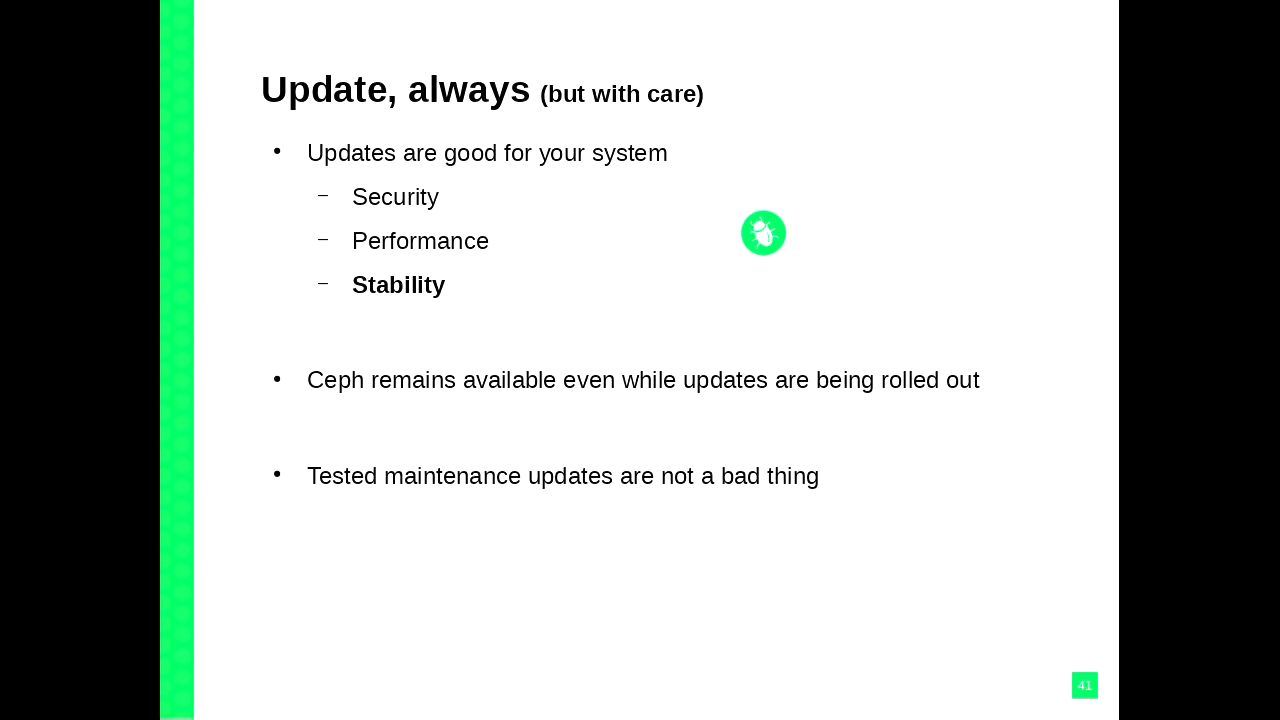 Update, always (but with care)
• Updates are good for your system
– Security
– Performance
– Stability
• Ceph remains available even while updates are being rolled out
• Tested maintenance updates are not a bad thing
41